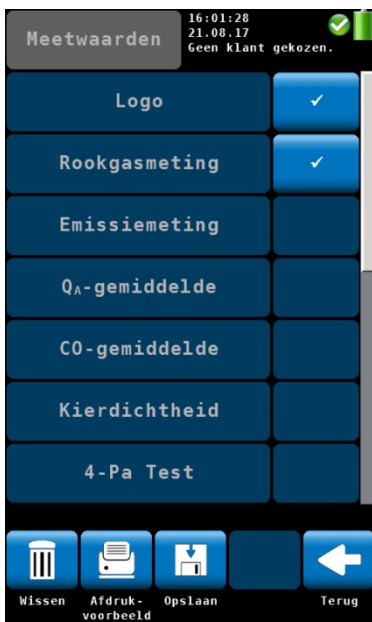 Meetwaarden
16:01:28
21.08.17
Geen klant gekozen.
Logo
Rookgasmeting
Emissiemeting
QA-gemiddelde
CO-gemiddelde
Kierdichtheid
4-Pa Test
Wissen
Afdruk-
voorbeeld
Opslaan
Terug